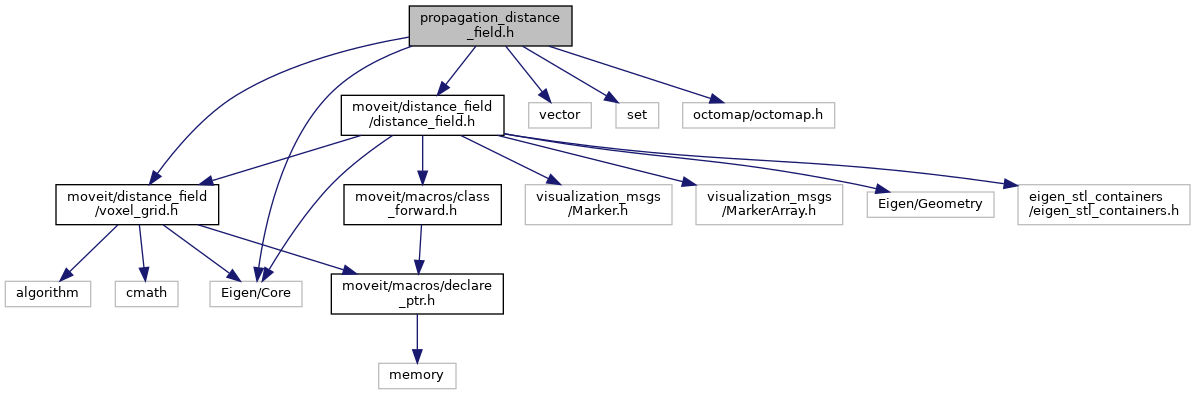 propagation_distance
_field.h
moveit/distance_field
/distance_field.h
vector
set
octomap/octomap.h
moveit/distance_field
/voxel_grid.h
moveit/macros/class
_forward.h
visualization_msgs
/Marker.h
visualization_msgs
/MarkerArray.h
Eigen/Geometry
eigen_stl_containers
/eigen_stl_containers.h
algorithm
cmath
Eigen/Core
moveit/macros/declare
_ptr.h
memory